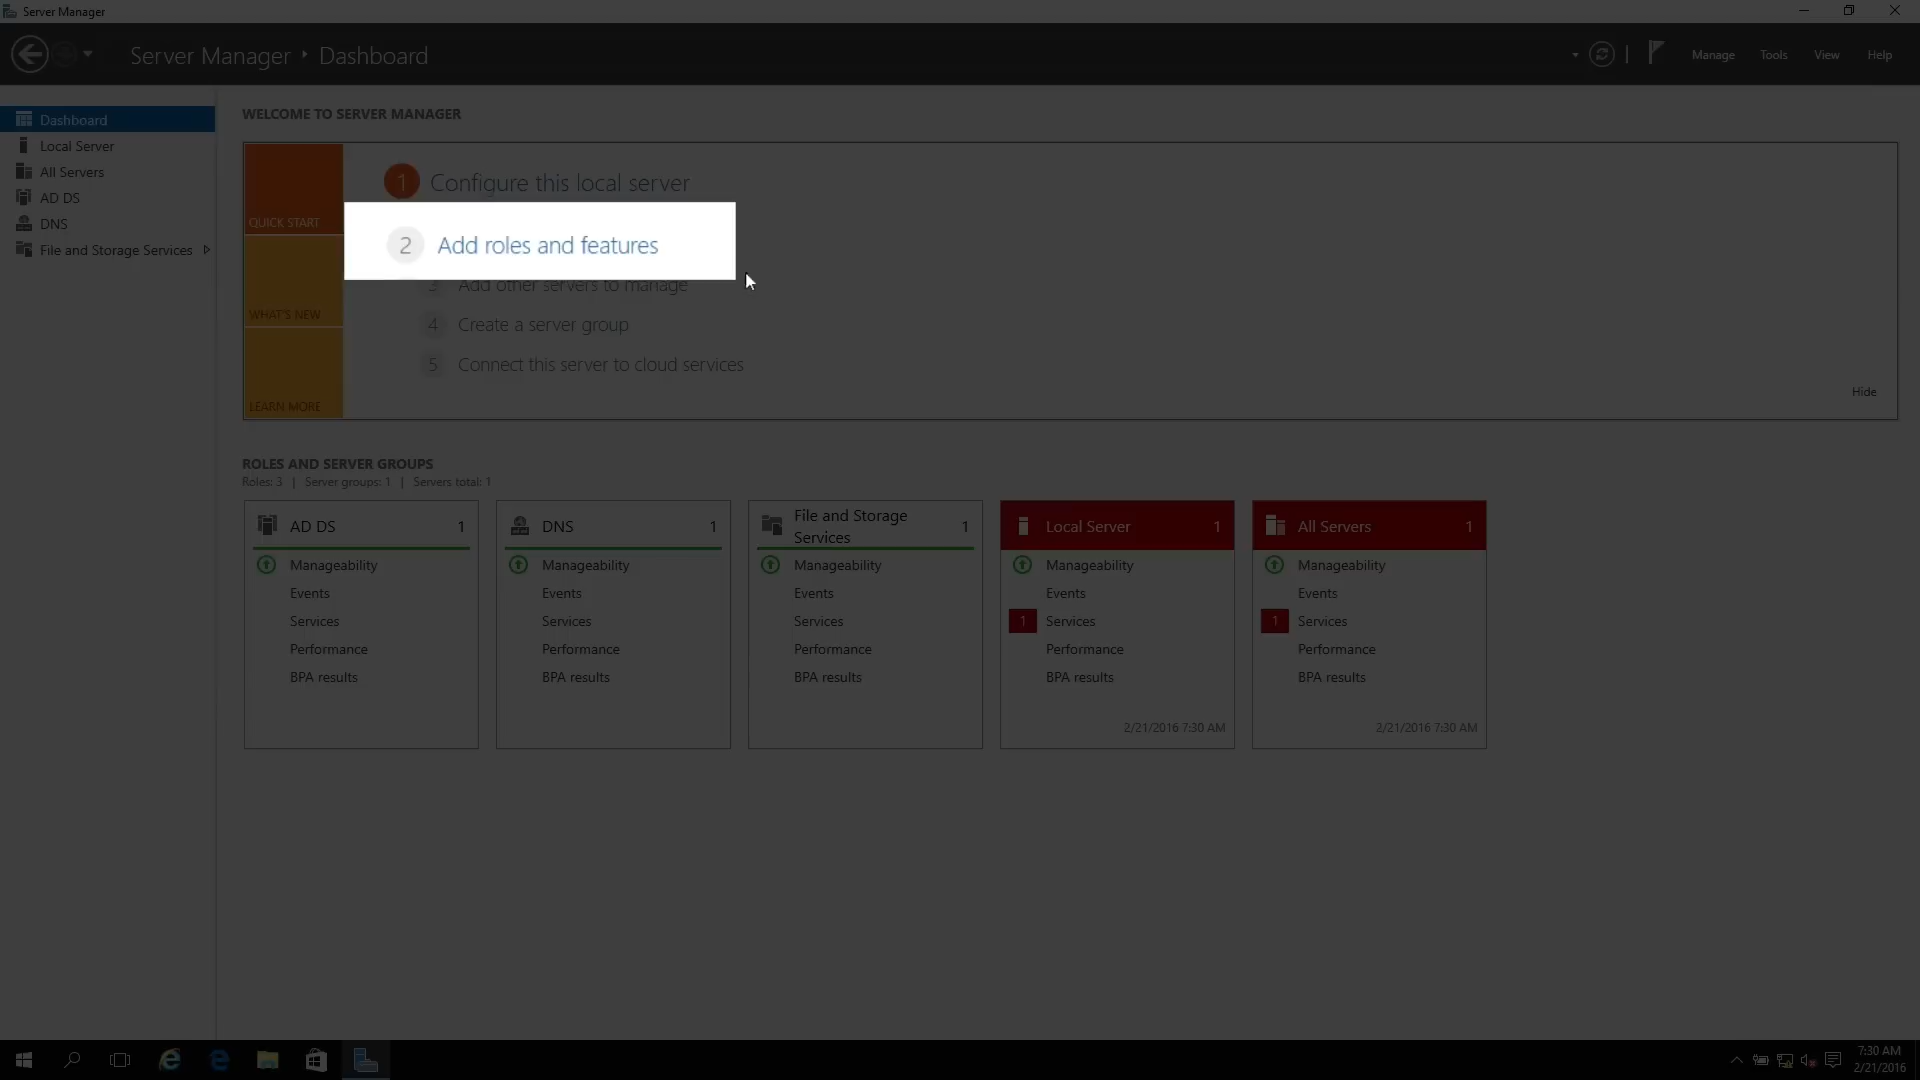 Server Manager
Server Manager ‣ Dashboard
Manage Tools View Help
Dashboard
Local Server
All Servers
AD DS
DNS
File and Storage Services
WELCOME TO SERVER MANAGER
QUICK START
WHAT'S NEW
LEARN MORE
1 Configure this local server
2 Add roles and features
3 Add other servers to manage
4 Create a server group
5 Connect this server to cloud services
Hide
ROLES AND SERVER GROUPS
Roles: 3 | Server groups: 1 | Servers total: 1
AD DS 1
Manageability
Events
Services
Performance
BPA results
DNS 1
Manageability
Events
Services
Performance
BPA results
File and Storage
Services 1
Manageability
Events
Services
Performance
BPA results
Local Server 1
Manageability
Events
1 Services
Performance
BPA results
2/21/2016 7:30 AM
All Servers 1
Manageability
Events
1 Services
Performance
BPA results
2/21/2016 7:30 AM
7:30 AM
2/21/2016